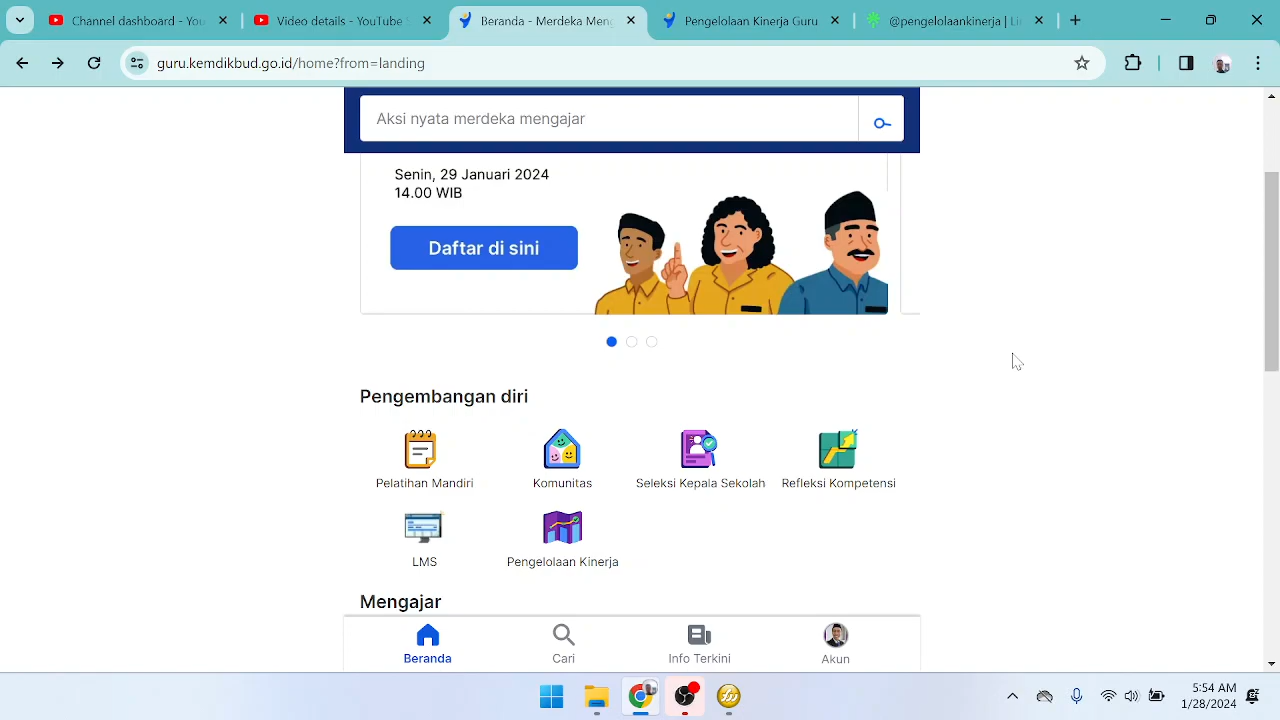 Channel dashboard - You
Video details - YouTube S
Beranda - Merdeka Meng
Pengelolaan Kinerja Guru
@pengelolaankinerja | Li
guru.kemdikbud.go.id/home?from=landing
Aksi nyata merdeka mengajar
Senin, 29 Januari 2024
14.00 WIB
Daftar di sini
Pengembangan diri
Pelatihan Mandiri
Komunitas
Seleksi Kepala Sekolah
Refleksi Kompetensi
LMS
Pengelolaan Kinerja
Mengajar
Beranda
Cari
Info Terkini
Akun
5:54 AM
1/28/2024